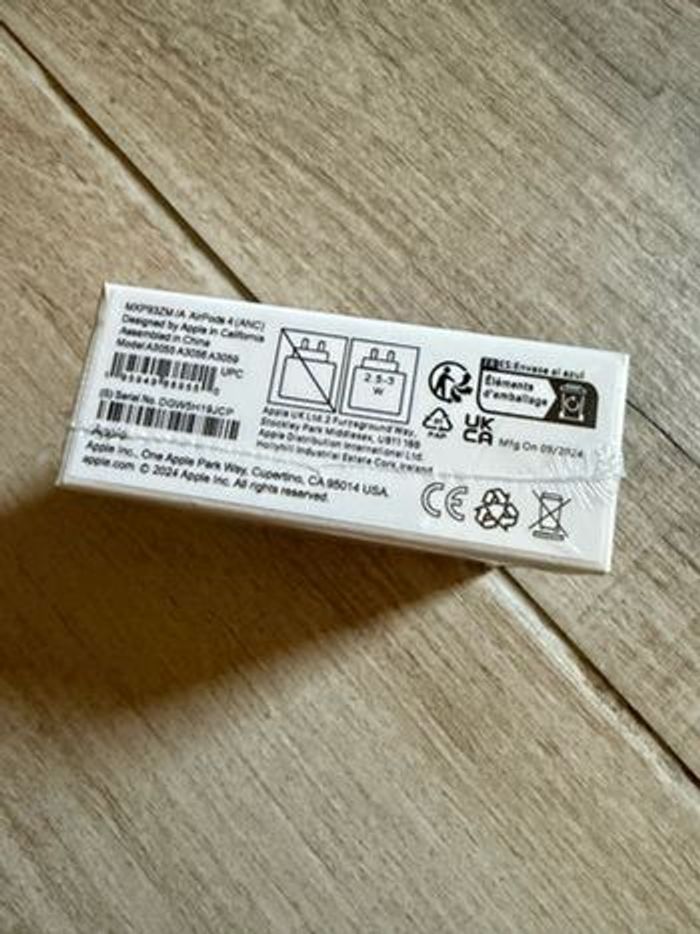 MXP93ZM/A AirPods 4 (ANC)
Designed by Apple in California
Assembled in China
Model: A3055 A3056 A3059
UPC
(S) Serial No.
2.5-3
W
Apple UK Ltd, 2 Furzeground Way,
Stockley Park Middlesex, UB11 1BB
Apple Distribution International Ltd.
Hollyhill Industrial Estate Cork, Ireland
FR ES:Envase al azul
Éléments
d'emballage
PAP
UK
CA
Mfg On 09/2024
Apple
Apple Inc., One Apple Park Way, Cupertino, CA 95014 USA.
apple.com © 2024 Apple Inc. All rights reserved.
CE